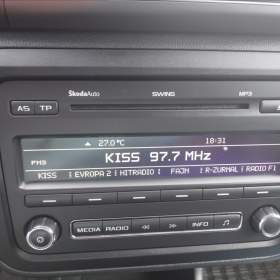 ŠkodaAuto SWING MP3
AS TP
27.0°C 18:31
KISS 97.7 MHz
FM3
KISS EVROPA 2 HITRADIO FAJN R-ZURNAL RADIO F1
MEDIA RADIO INFO